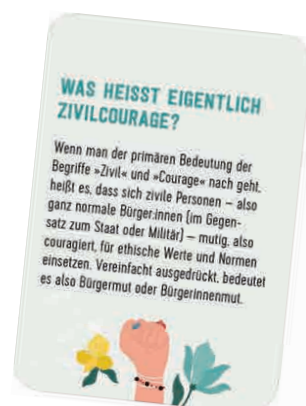 WAS HEISST EIGENTLICH
ZIVILCOURAGE?
Wenn man der primären Bedeutung der
Begriffe »Zivil« und »Courage« nach geht,
heißt es, dass sich zivile Personen – also
ganz normale Bürger:innen (im Gegen-
satz zum Staat oder Militär) – mutig, also
couragiert, für ethische Werte und Normen
einsetzen. Vereinfacht ausgedrückt, bedeutet
es also Bürgermut oder Bürgerinnenmut.